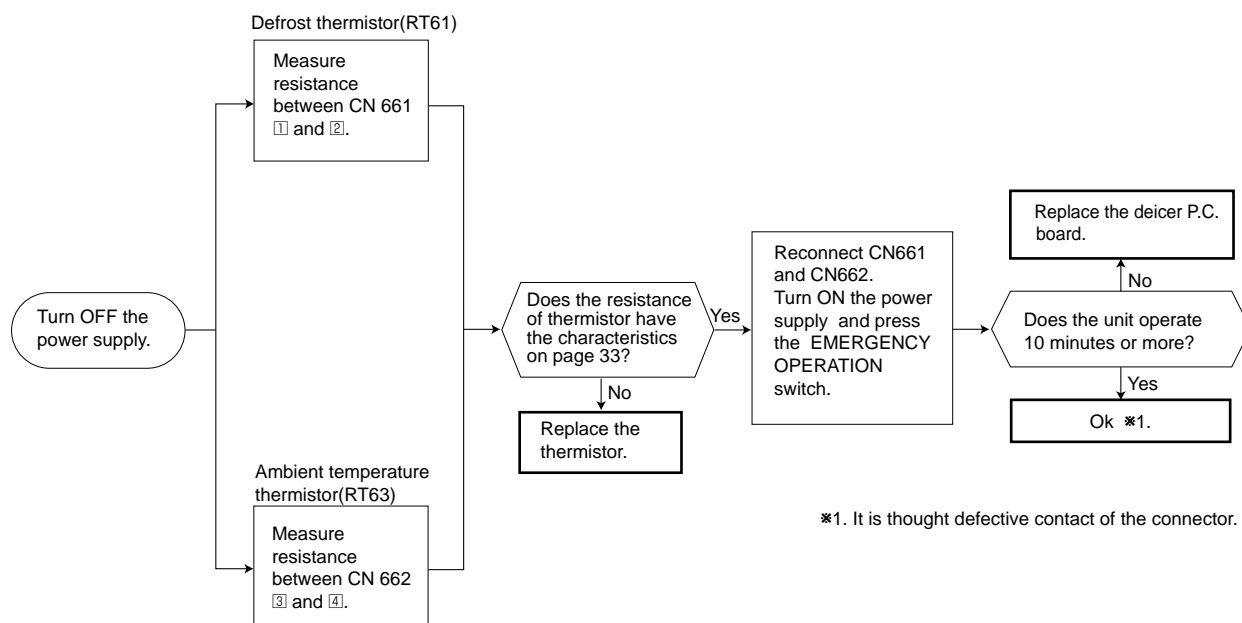 Defrost thermistor(RT61)
Measure
resistance
between CN 661
1 and 2.
Turn OFF the
power supply.
Ambient temperature
thermistor(RT63)
Measure
resistance
between CN 662
3 and 4.
Does the resistance
of thermistor have
the characteristics
on page 33?
Yes
No
Replace the
thermistor.
Reconnect CN661
and CN662.
Turn ON the power
supply and press
the EMERGENCY
OPERATION
switch.
Replace the deicer P.C.
board.
No
Does the unit operate
10 minutes or more?
Yes
Ok ※1.
※1. It is thought defective contact of the connector.